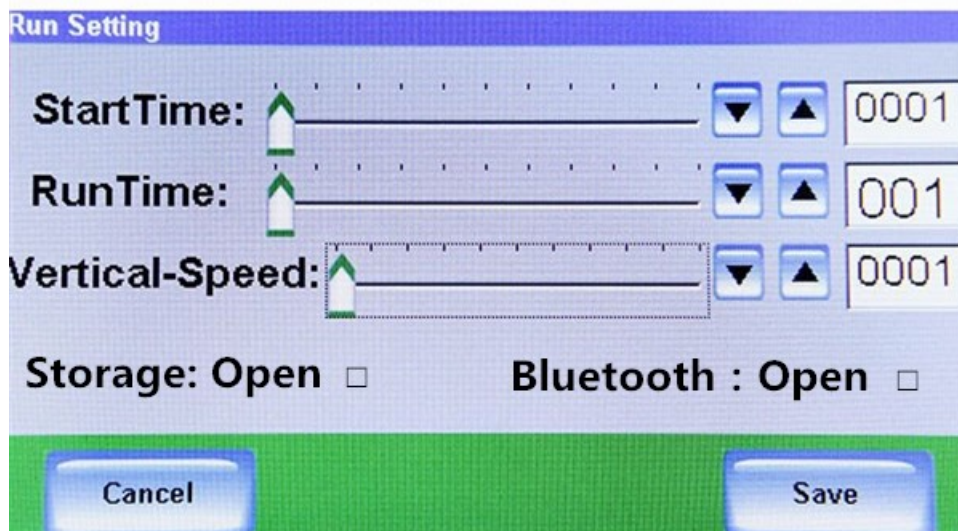 Run Setting
StartTime: 0001
RunTime: 001
Vertical-Speed: 0001
Storage: Open □ Bluetooth : Open □
Cancel Save